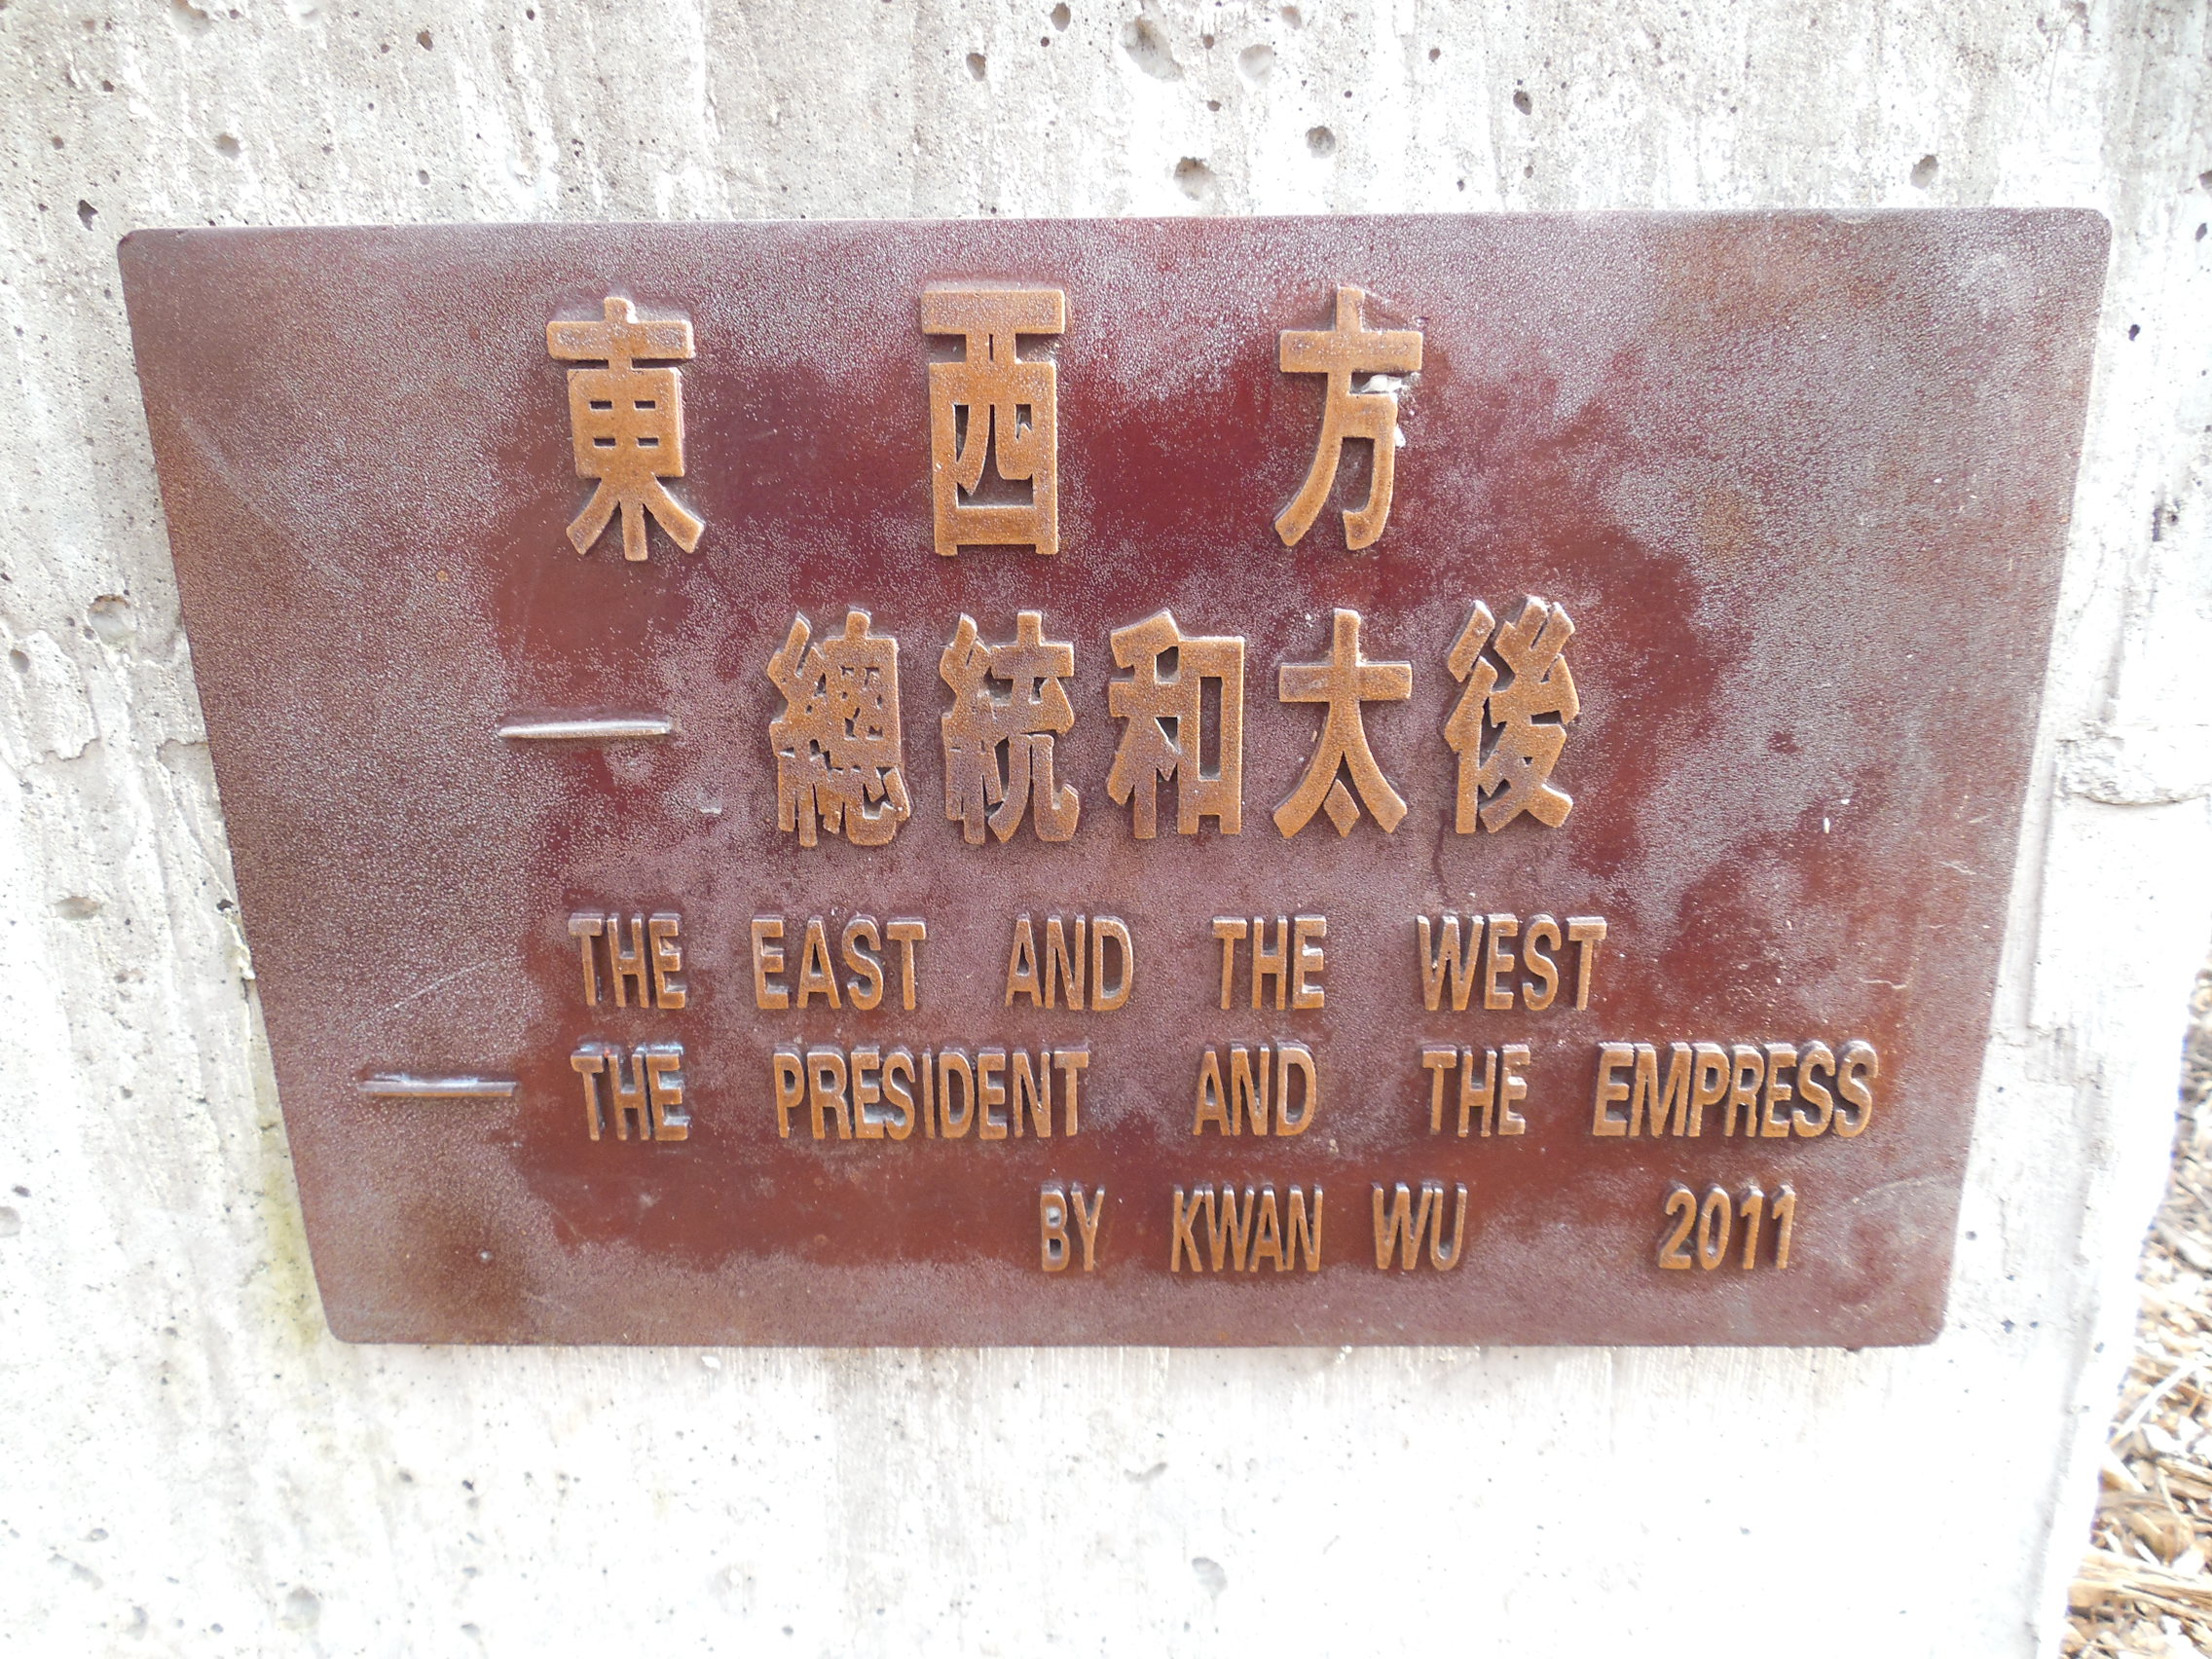 東西方
—總統和太後
THE EAST AND THE WEST
—THE PRESIDENT AND THE EMPRESS
BY KWAN WU 2011